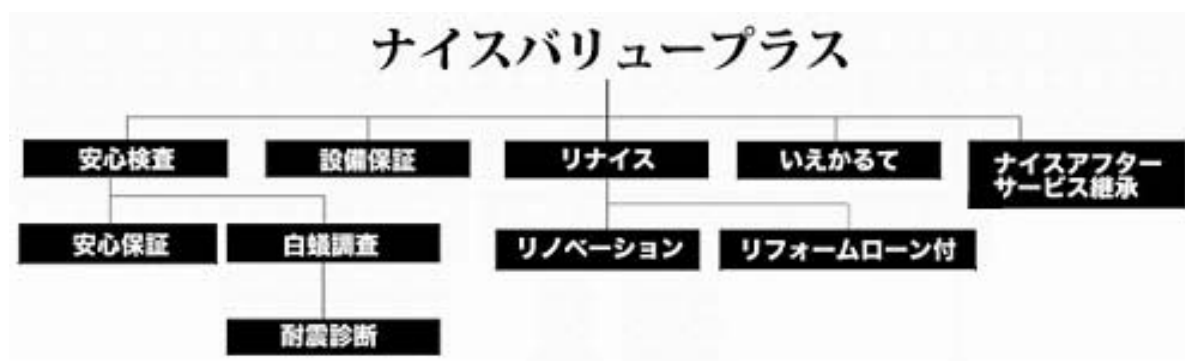 ナイスバリュープラス
安心検査
設備保証
リナイス
いえかるて
ナイスアフター
サービス継承
安心保証
白蟻調査
リノベーション
リフォームローン付
耐震診断